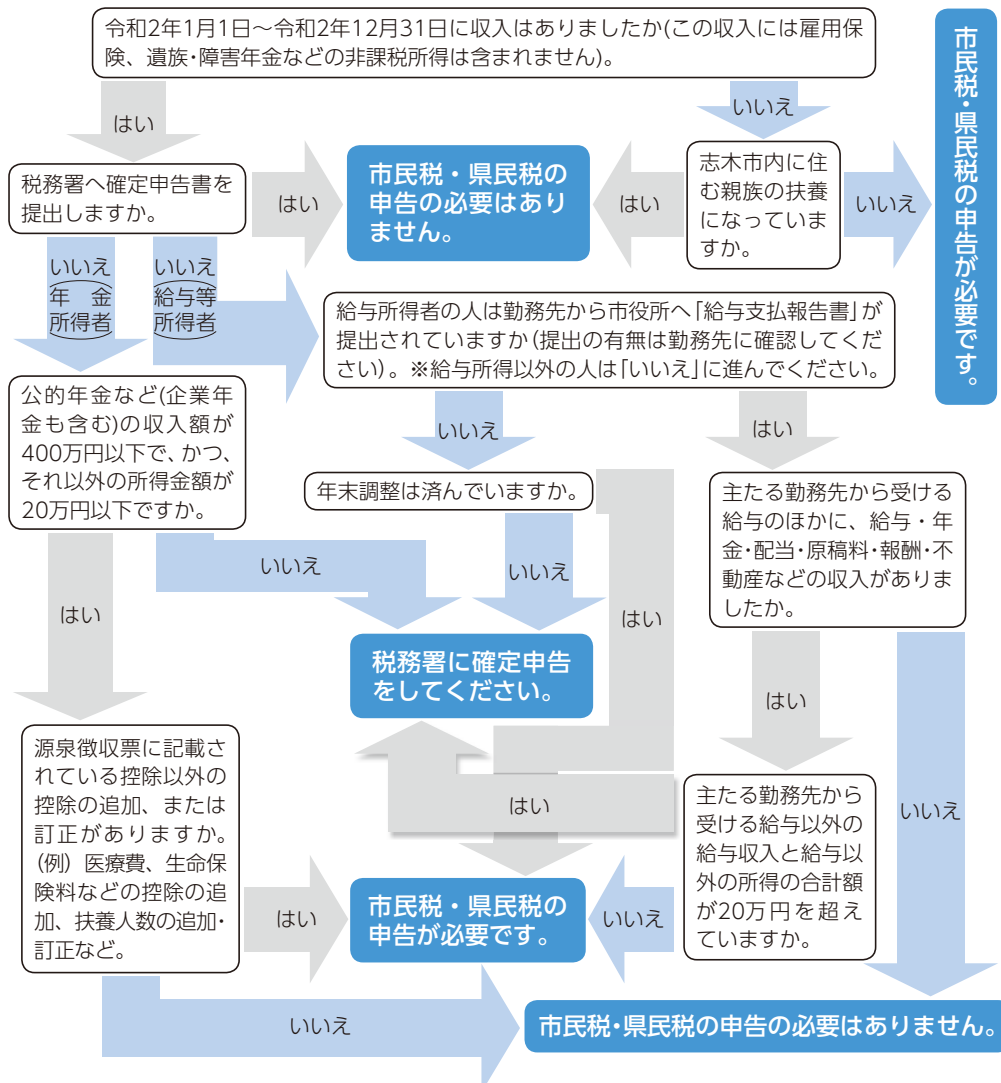 令和2年1月1日～令和2年12月31日に収入はありましたか(この収入には雇用保
険、遺族・障害年金などの非課税所得は含まれません)。
はい
いいえ
市民税・県民税の申告が必要です。
税務署へ確定申告書を
提出しますか。
はい
市民税・県民税の
申告の必要はあり
ません。
はい
志木市内に住
む親族の扶養
になっていま
すか。
いいえ
いいえ
年金
所得者
いいえ
給与等
所得者
給与所得者の人は勤務先から市役所へ「給与支払報告書」が
提出されていますか(提出の有無は勤務先に確認してくだ
さい)。※給与所得以外の人は「いいえ」に進んでください。
公的年金など(企業年
金も含む)の収入額が
400万円以下で、かつ、
それ以外の所得金額が
20万円以下ですか。
いいえ
はい
年末調整は済んでいますか。
主たる勤務先から受ける
給与のほかに、給与・年
金・配当・原稿料・報酬・不
動産などの収入がありま
したか。
いいえ
いいえ
はい
はい
税務署に確定申告
をしてください。
はい
いいえ
源泉徴収票に記載さ
れている控除以外の
控除の追加、または
訂正がありますか。
(例) 医療費、生命保
険料などの控除の追
加、扶養人数の追加・
訂正など。
はい
主たる勤務先から
受ける給与以外の
給与収入と給与以
外の所得の合計額
が20万円を超え
ていますか。
はい
市民税・県民税の
申告が必要です。
いいえ
いいえ
市民税・県民税の申告の必要はありません。